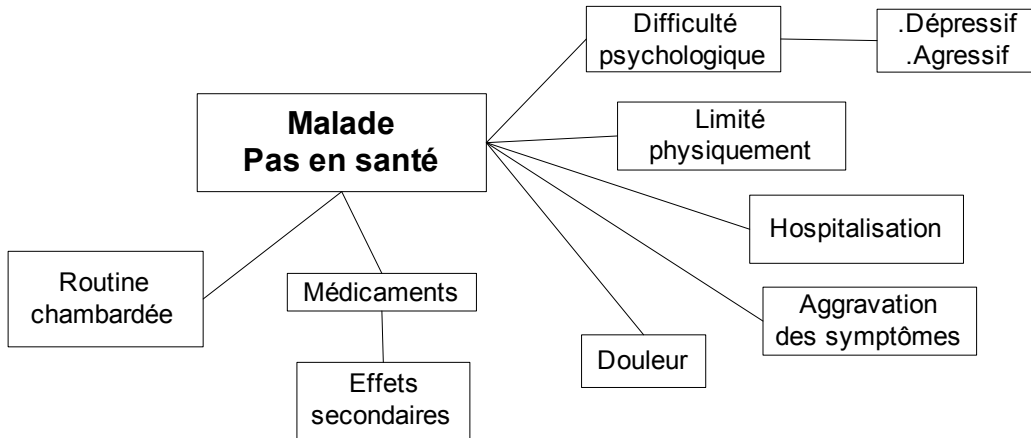 Difficulté
psychologique
.Dépressif
.Agressif
Malade
Pas en santé
Limité
physiquement
Hospitalisation
Routine
chambardée
Médicaments
Aggravation
des symptômes
Douleur
Effets
secondaires